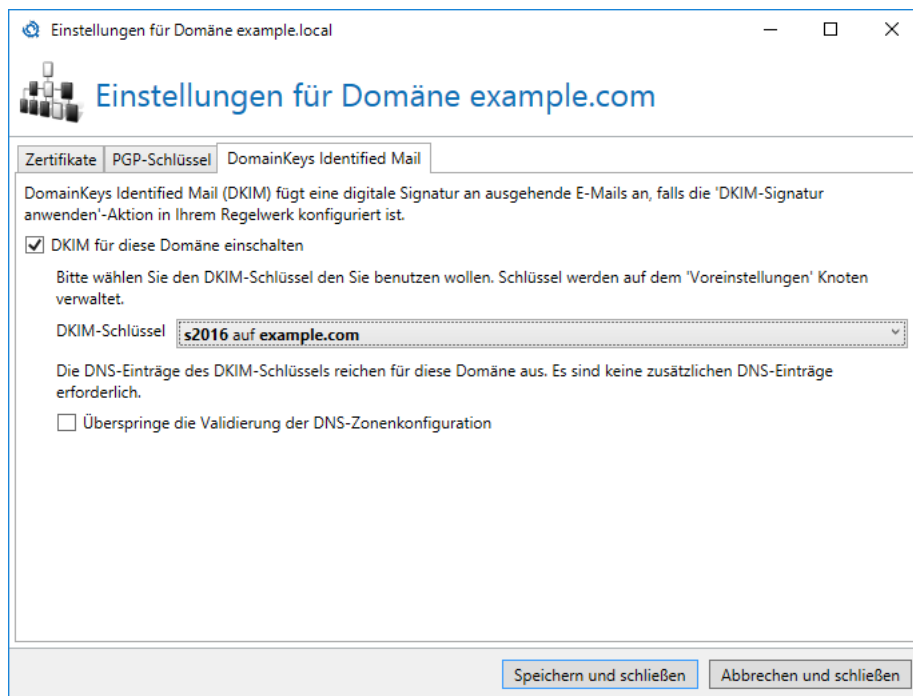 Einstellungen für Domäne example.local
Einstellungen für Domäne example.com
Zertifikate PGP-Schlüssel DomainKeys Identified Mail
DomainKeys Identified Mail (DKIM) fügt eine digitale Signatur an ausgehende E-Mails an, falls die 'DKIM-Signatur
anwenden'-Aktion in Ihrem Regelwerk konfiguriert ist.
DKIM für diese Domäne einschalten
Bitte wählen Sie den DKIM-Schlüssel den Sie benutzen wollen. Schlüssel werden auf dem 'Voreinstellungen' Knoten
verwaltet.
DKIM-Schlüssel s2016 auf example.com
Die DNS-Einträge des DKIM-Schlüssels reichen für diese Domäne aus. Es sind keine zusätzlichen DNS-Einträge
erforderlich.
Überspringe die Validierung der DNS-Zonenkonfiguration
Speichern und schließen Abbrechen und schließen